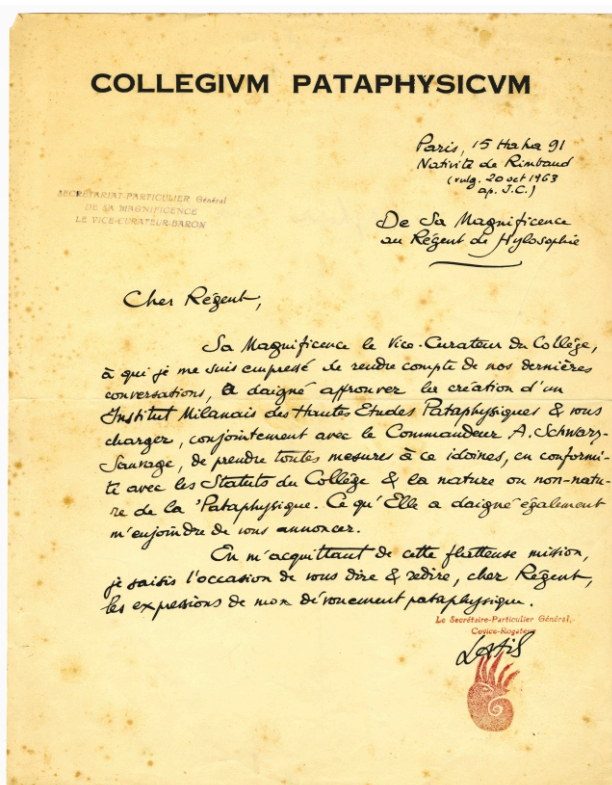 COLLEGIVM PATAPHYSICVM
Paris, 15 haha 91
Nativité de Rimbaud
(vulg. 20 oct 1963
ap. J.C.)
SECRÉTARIAT-PARTICULIER Général
DE SA MAGNIFICENCE
LE VICE-CURATEUR-BARON
De Sa Magnificence
au Régent de Hylosophie
Cher Régent,
Sa Magnificence le Vice-Curateur du Collège,
à qui je me suis empressé de rendre compte de nos dernières
conversations, a daigné approuver la création d'un
Institut Milanais des Hautes Etudes Pataphysiques & vous
charger, conjointement avec le Commandeur A. Schwarz-
Sauvage, de prendre toutes mesures à ce idoines, en conformi-
té avec les Statuts du Collège & la nature ou non-natu-
re de la 'Pataphysique. Ce qu'Elle a daigné également
m'enjoindre de vous annoncer.
En m'acquittant de cette flatteuse mission,
je saisis l'occasion de vous dire & redire, cher Régent,
les expressions de mon dévouement pataphysique.
Le Secrétaire-Particulier Général,